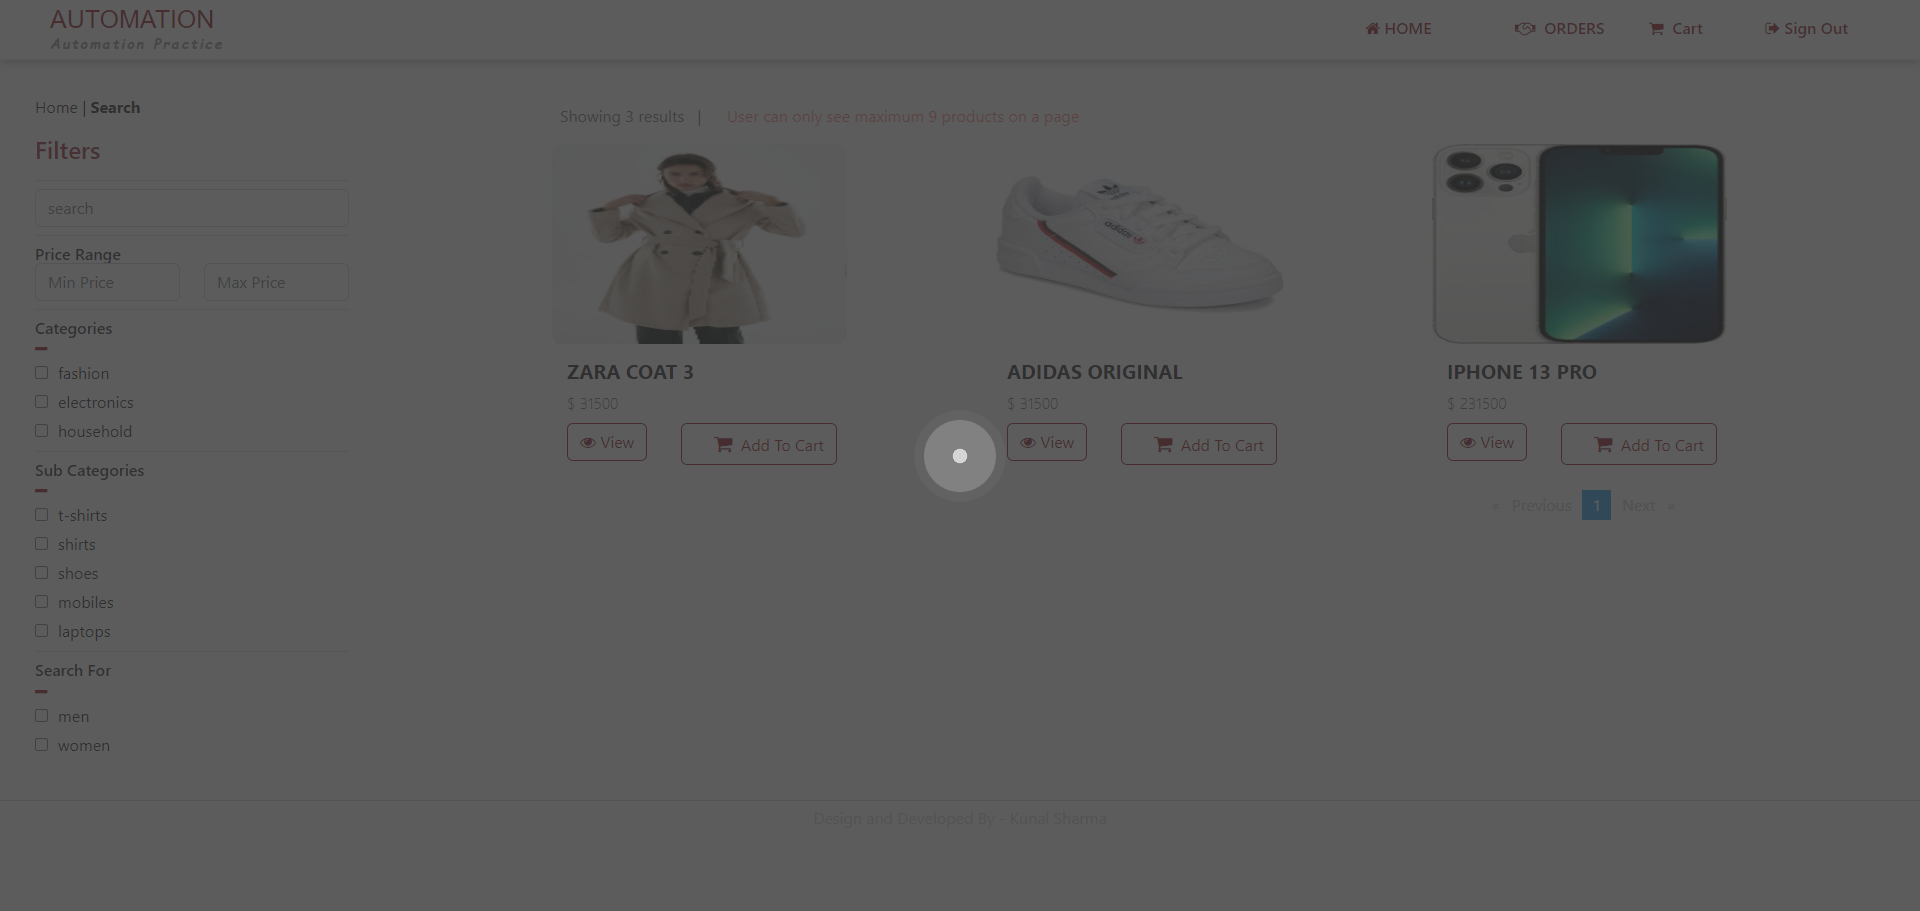 AUTOMATION
Automation Practice
HOME
ORDERS
Cart
Sign Out
Home | Search
Filters
search
Price Range
Min Price
Max Price
Categories
fashion
electronics
household
Sub Categories
t-shirts
shirts
shoes
mobiles
laptops
Search For
men
women
Showing 3 results |
User can only see maximum 9 products on a page
ZARA COAT 3
$ 31500
View
Add To Cart
adidas
ADIDAS ORIGINAL
$ 31500
View
Add To Cart
IPHONE 13 PRO
$ 231500
View
Add To Cart
« Previous 1 Next »
Design and Developed By - Kunal Sharma